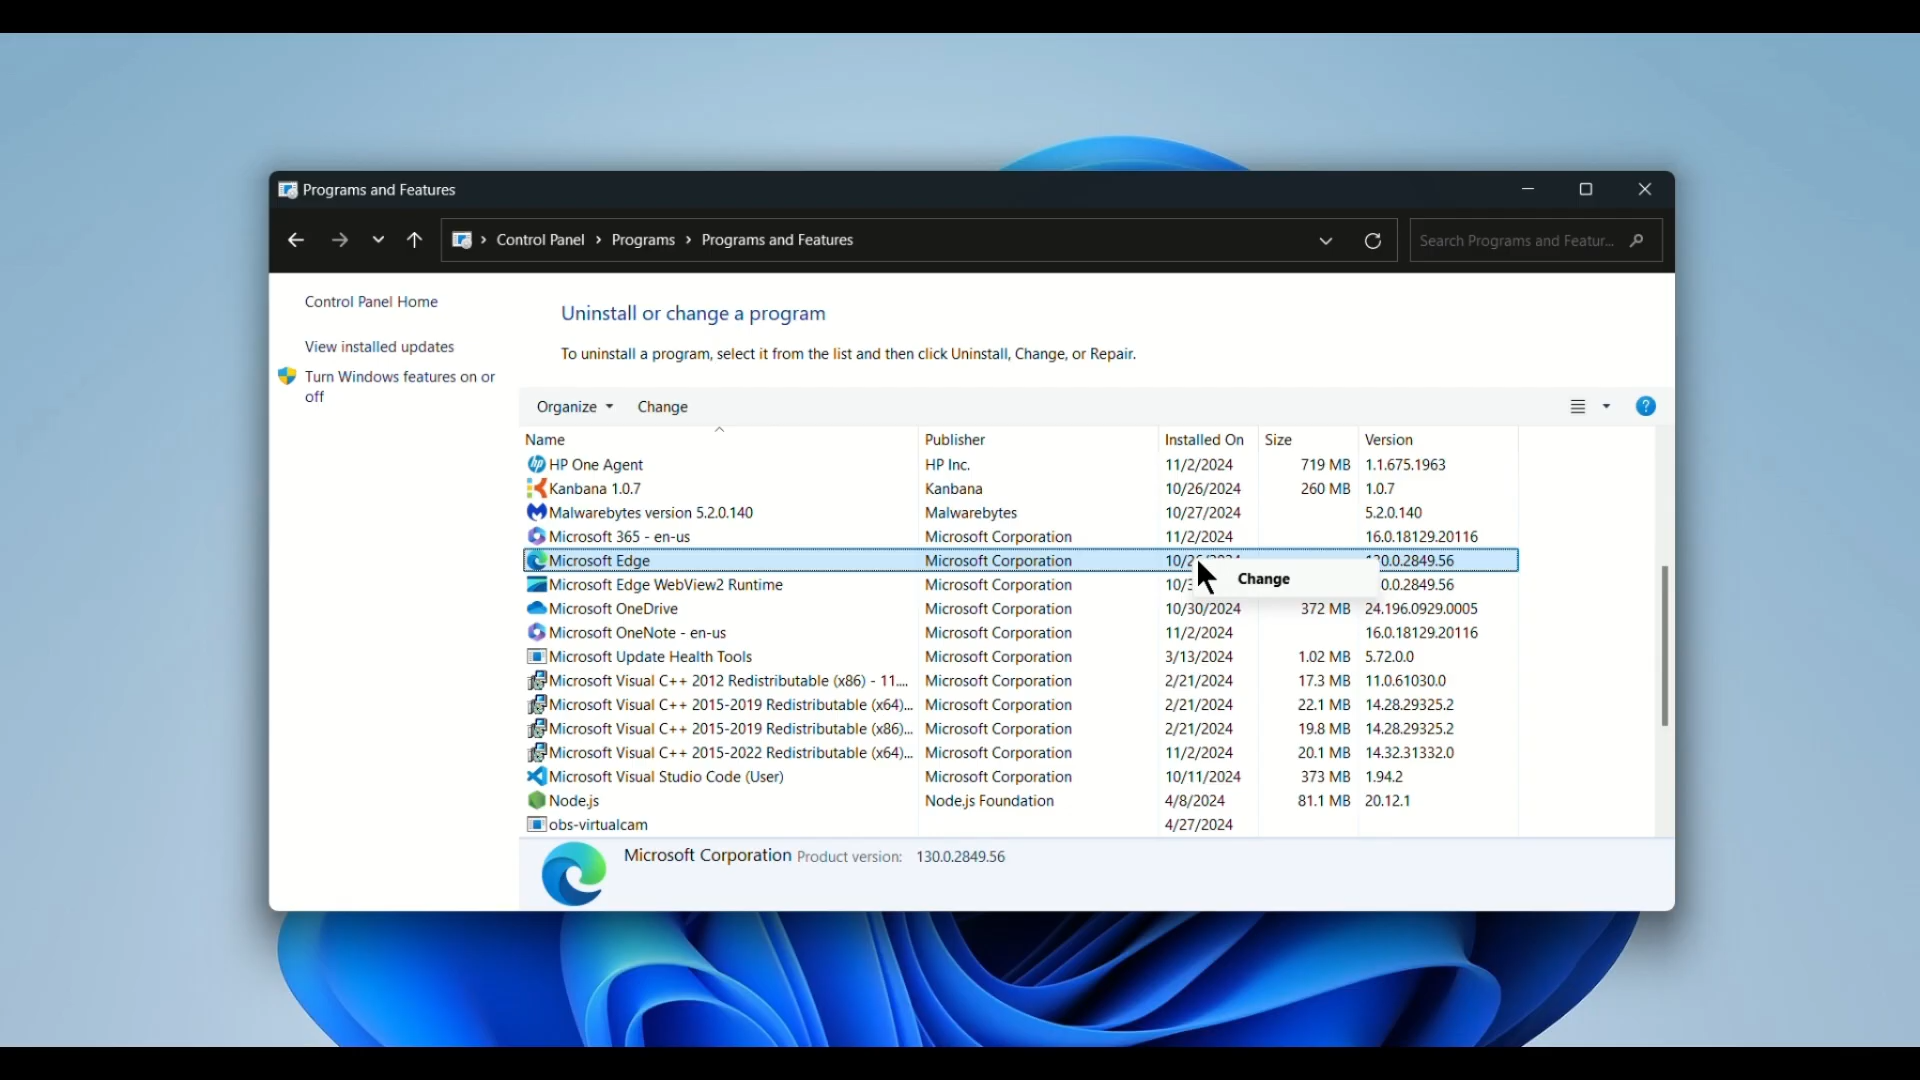 Programs and Features
Control Panel > Programs > Programs and Features
Search Programs and Featur...
Control Panel Home
View installed updates
Turn Windows features on or
off
Uninstall or change a program
To uninstall a program, select it from the list and then click Uninstall, Change, or Repair.
Organize Change
Name Publisher Installed On Size Version
HP One Agent HP Inc. 11/2/2024 719 MB 1.1.675.1963
Kanbana 1.0.7 Kanbana 10/26/2024 260 MB 1.0.7
Malwarebytes version 5.2.0.140 Malwarebytes 10/27/2024 5.2.0.140
Microsoft 365 - en-us Microsoft Corporation 11/2/2024 16.0.18129.20116
Microsoft Edge Microsoft Corporation 0.0.2849.56
Change
Microsoft Edge WebView2 Runtime Microsoft Corporation 10/3 0.0.2849.56
Microsoft OneDrive Microsoft Corporation 10/30/2024 372 MB 24.196.0929.0005
Microsoft OneNote - en-us Microsoft Corporation 11/2/2024 16.0.18129.20116
Microsoft Update Health Tools Microsoft Corporation 3/13/2024 1.02 MB 5.72.0.0
Microsoft Visual C++ 2012 Redistributable (x86) - 11.... Microsoft Corporation 2/21/2024 17.3 MB 11.0.61030.0
Microsoft Visual C++ 2015-2019 Redistributable (x64)... Microsoft Corporation 2/21/2024 22.1 MB 14.28.29325.2
Microsoft Visual C++ 2015-2019 Redistributable (x86)... Microsoft Corporation 2/21/2024 19.8 MB 14.28.29325.2
Microsoft Visual C++ 2015-2022 Redistributable (x64)... Microsoft Corporation 11/2/2024 20.1 MB 14.32.31332.0
Microsoft Visual Studio Code (User) Microsoft Corporation 10/11/2024 373 MB 1.94.2
Node.js Node.js Foundation 4/8/2024 81.1 MB 20.12.1
obs-virtualcam 4/27/2024
Microsoft Corporation Product version: 130.0.2849.56